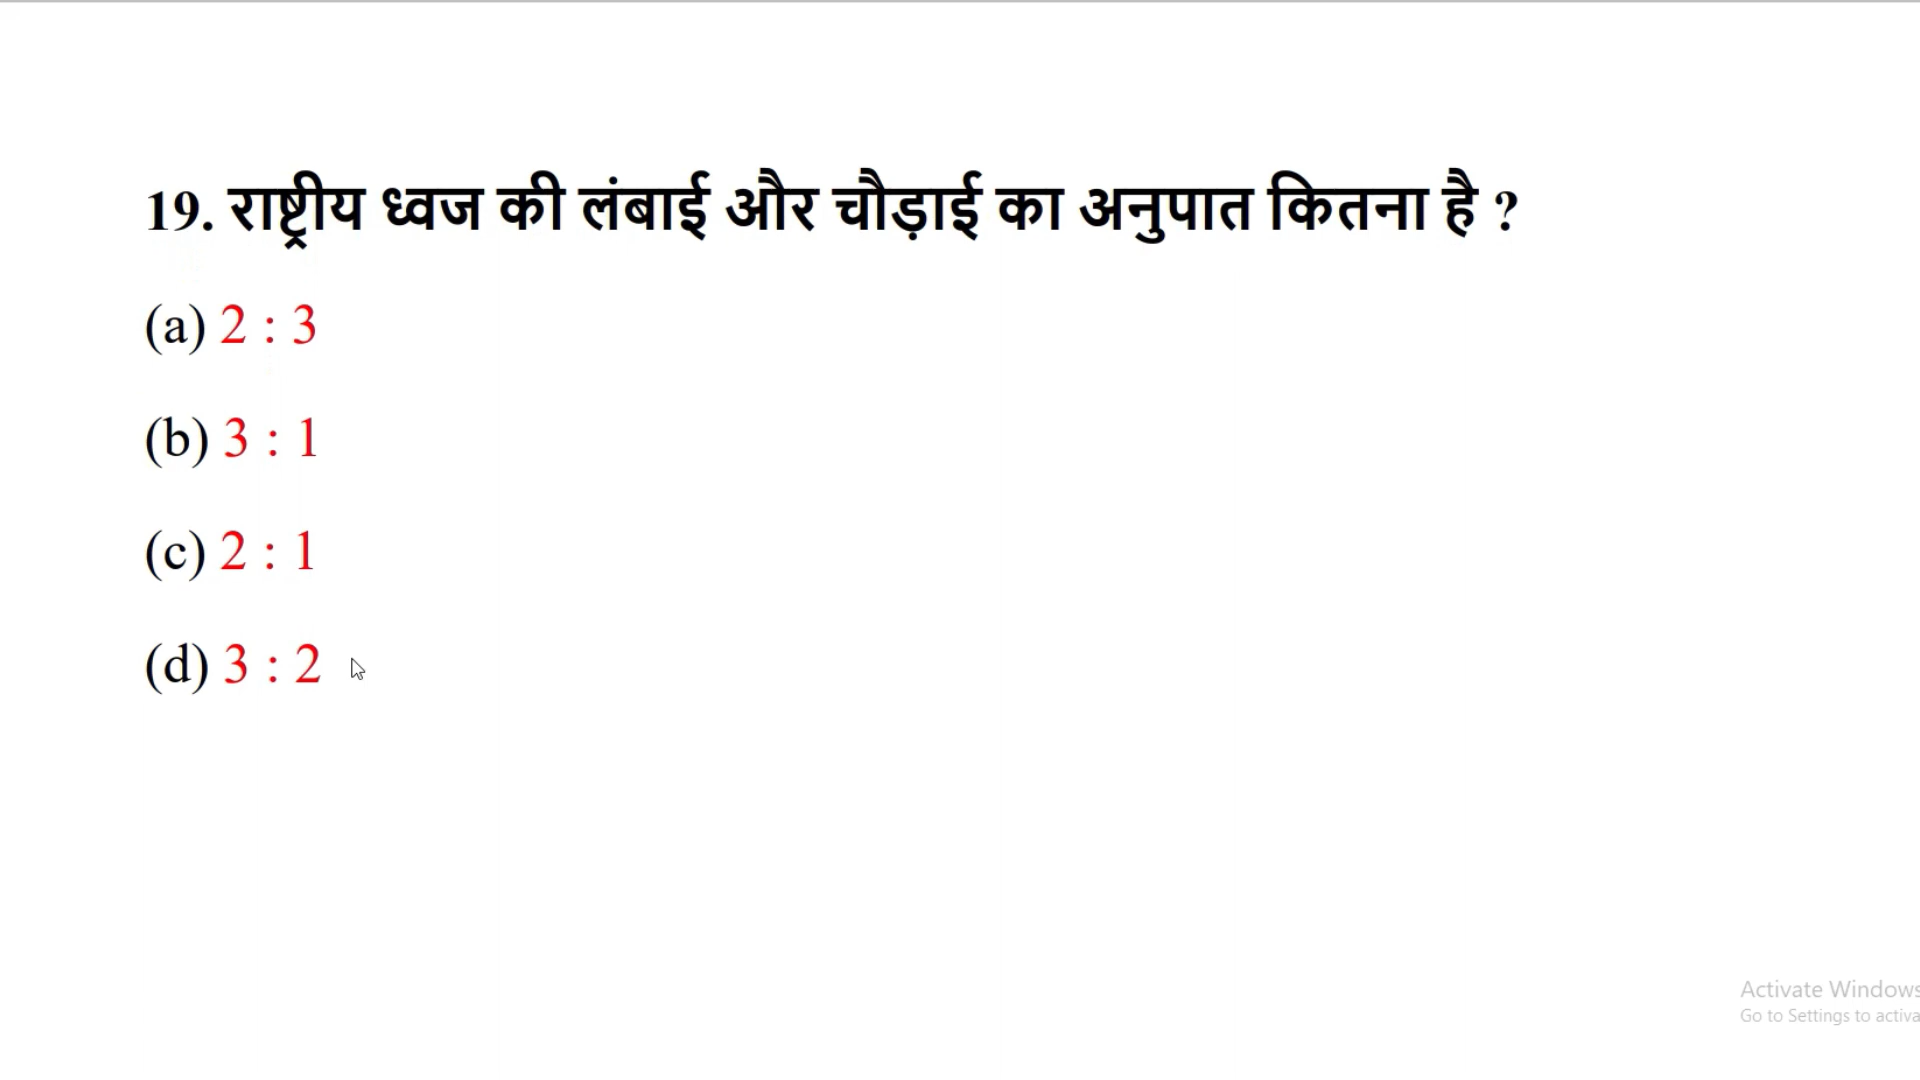 19. राष्ट्रीय ध्वज की लंबाई और चौड़ाई का अनुपात कितना है ?
(a) 2 : 3
(b) 3 : 1
(c) 2 : 1
(d) 3 : 2
Activate Windows
Go to Settings to activa